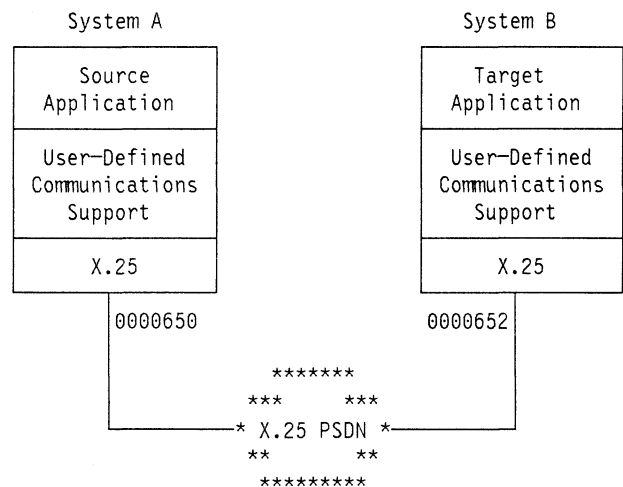 System A
System B
Source
Application
User-Defined
Communications
Support
X.25
Target
Application
User-Defined
Communications
Support
X.25
0000650
0000652
*******
*** ***
* X.25 PSDN *
** **
*********